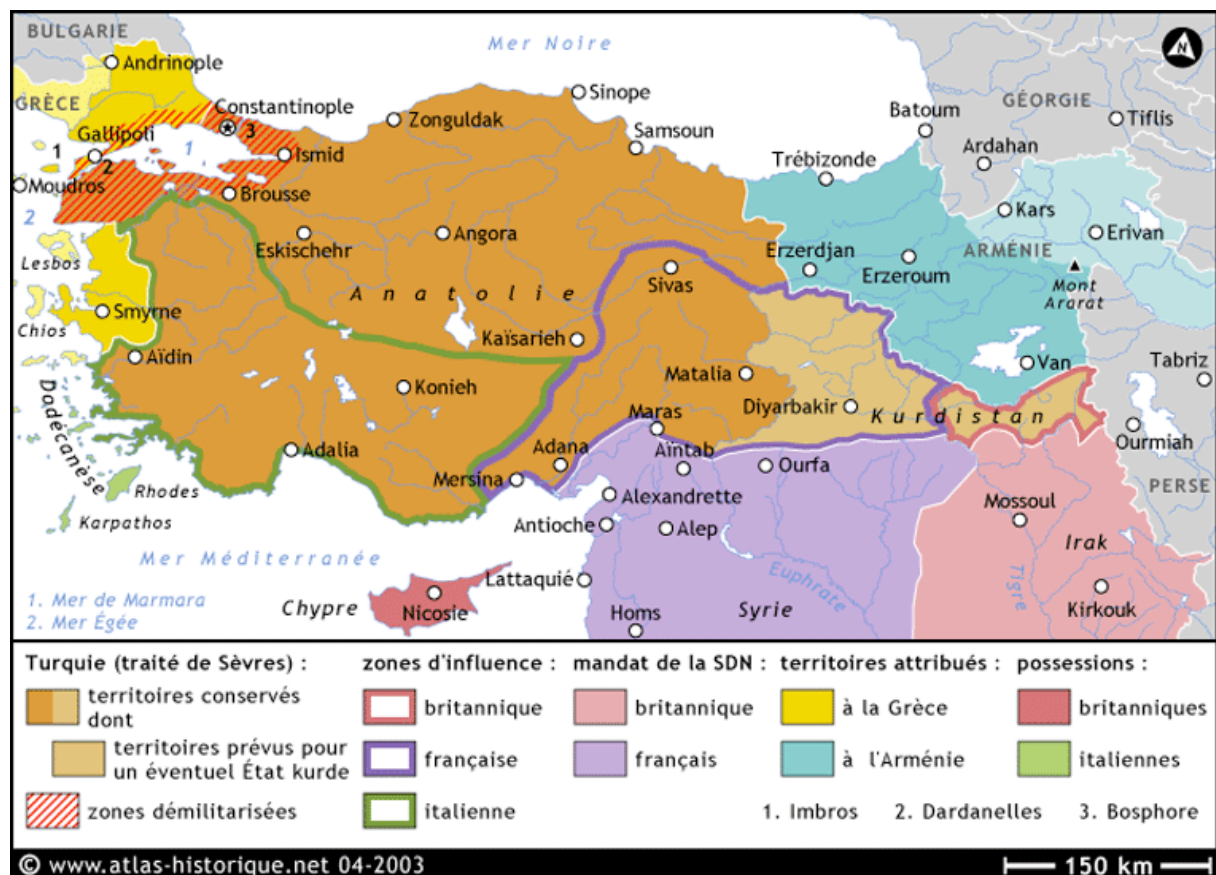 BULGARIE
Mer Noire
N
Andrinople
Sinope
GRÈCE
Constantinople
Zonguldak
Batoum
GÉORGIE
Tiflis
Gallipoli
3
1
1
2
Ismid
Samsoun
Ardahan
Trébizonde
Moudros
Brousse
2
Kars
Eskischehr
Angora
Erzerdjan
ARMÉNIE
Erivan
Lesbos
Sivas
Erzeroum
Mont
Ararat
Anatolie
Smyrne
Chios
Kaïsarieh
Aïdin
Van
Tabriz
Konieh
Matalia
Diyarbakir
Kurdistan
Dodécanèse
Maras
Adana
Aïntab
Ourmiah
Adalia
Mersina
Ourfa
Rhodes
Alexandrette
Mossoul
PERSE
Karpathos
Antioche
Alep
Irak
Mer Méditerranée
Lattaquié
Euphrate
Tigre
1. Mer de Marmara
2. Mer Égée
Chypre
Nicosie
Homs
Syrie
Kirkouk
Turquie (traité de Sèvres) :
territoires conservés
dont
territoires prévus pour
un éventuel État kurde
zones démilitarisées
zones d'influence :
britannique
française
italienne
mandat de la SDN :
britannique
français
territoires attribués :
à la Grèce
à l'Arménie
possessions :
britanniques
italiennes
1. Imbros 2. Dardanelles 3. Bosphore
© www.atlas-historique.net 04-2003
150 km